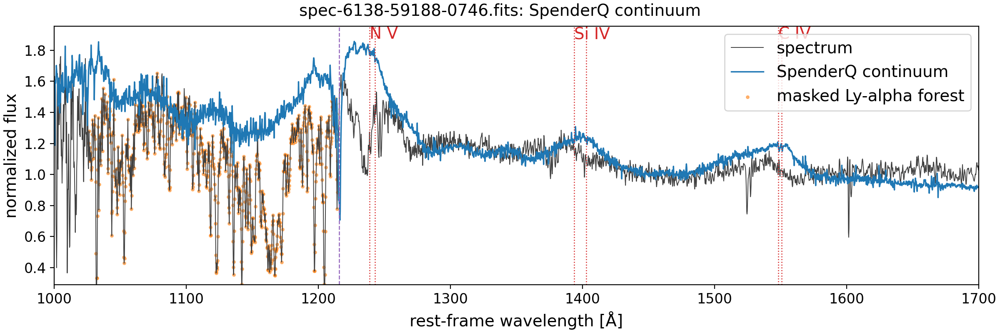 spec-6138-59188-0746.fits: SpenderQ continuum
N V
Si IV
C IV
spectrum
SpenderQ continuum
masked Ly-alpha forest
normalized flux
1.8
1.6
1.4
1.2
1.0
0.8
0.6
0.4
1000 1100 1200 1300 1400 1500 1600 1700
rest-frame wavelength [Å]